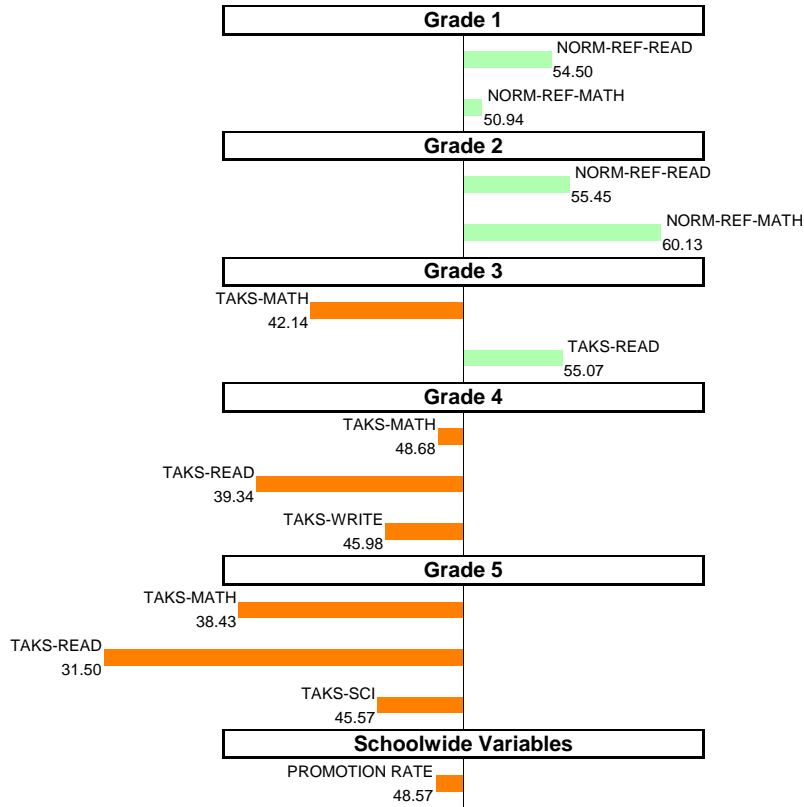 Grade 1
NORM-REF-READ
54.50
NORM-REF-MATH
50.94
Grade 2
NORM-REF-READ
55.45
NORM-REF-MATH
60.13
Grade 3
TAKS-MATH
42.14
TAKS-READ
55.07
Grade 4
TAKS-MATH
48.68
TAKS-READ
39.34
TAKS-WRITE
45.98
Grade 5
TAKS-MATH
38.43
TAKS-READ
31.50
TAKS-SCI
45.57
Schoolwide Variables
PROMOTION RATE
48.57